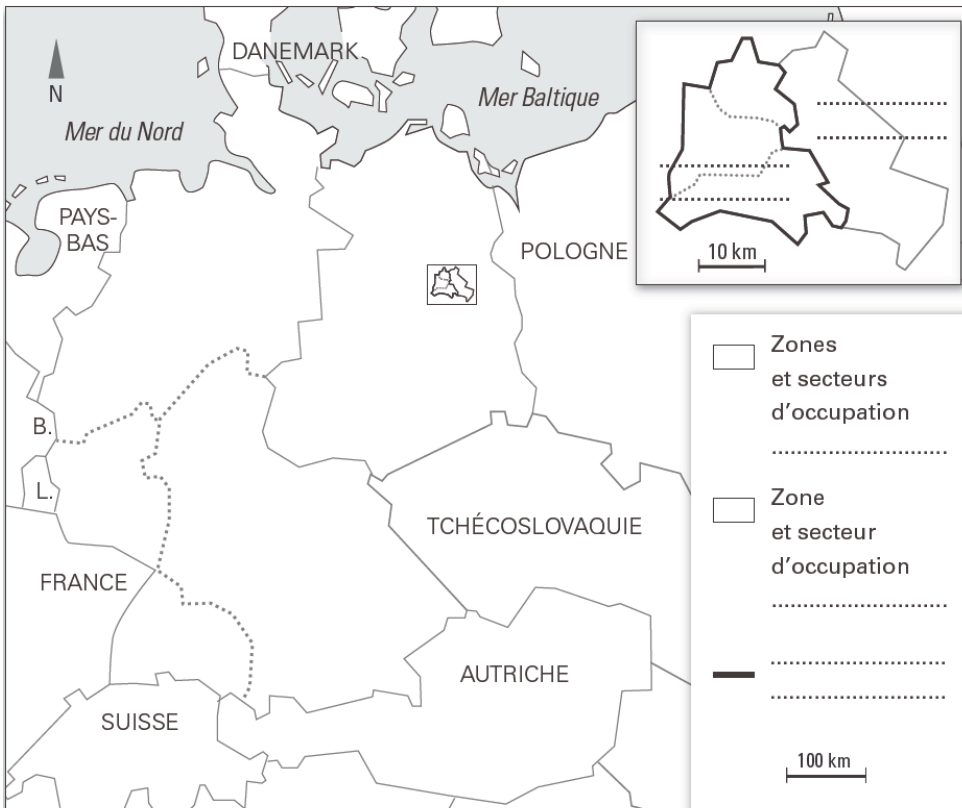 DANEMARK
N
Mer Baltique
Mer du Nord
PAYS-
BAS
POLOGNE
10 km
B.
L.
TCHÉCOSLOVAQUIE
FRANCE
AUTRICHE
SUISSE
Zones
et secteurs
d’occupation
Zone
et secteur
d’occupation
100 km